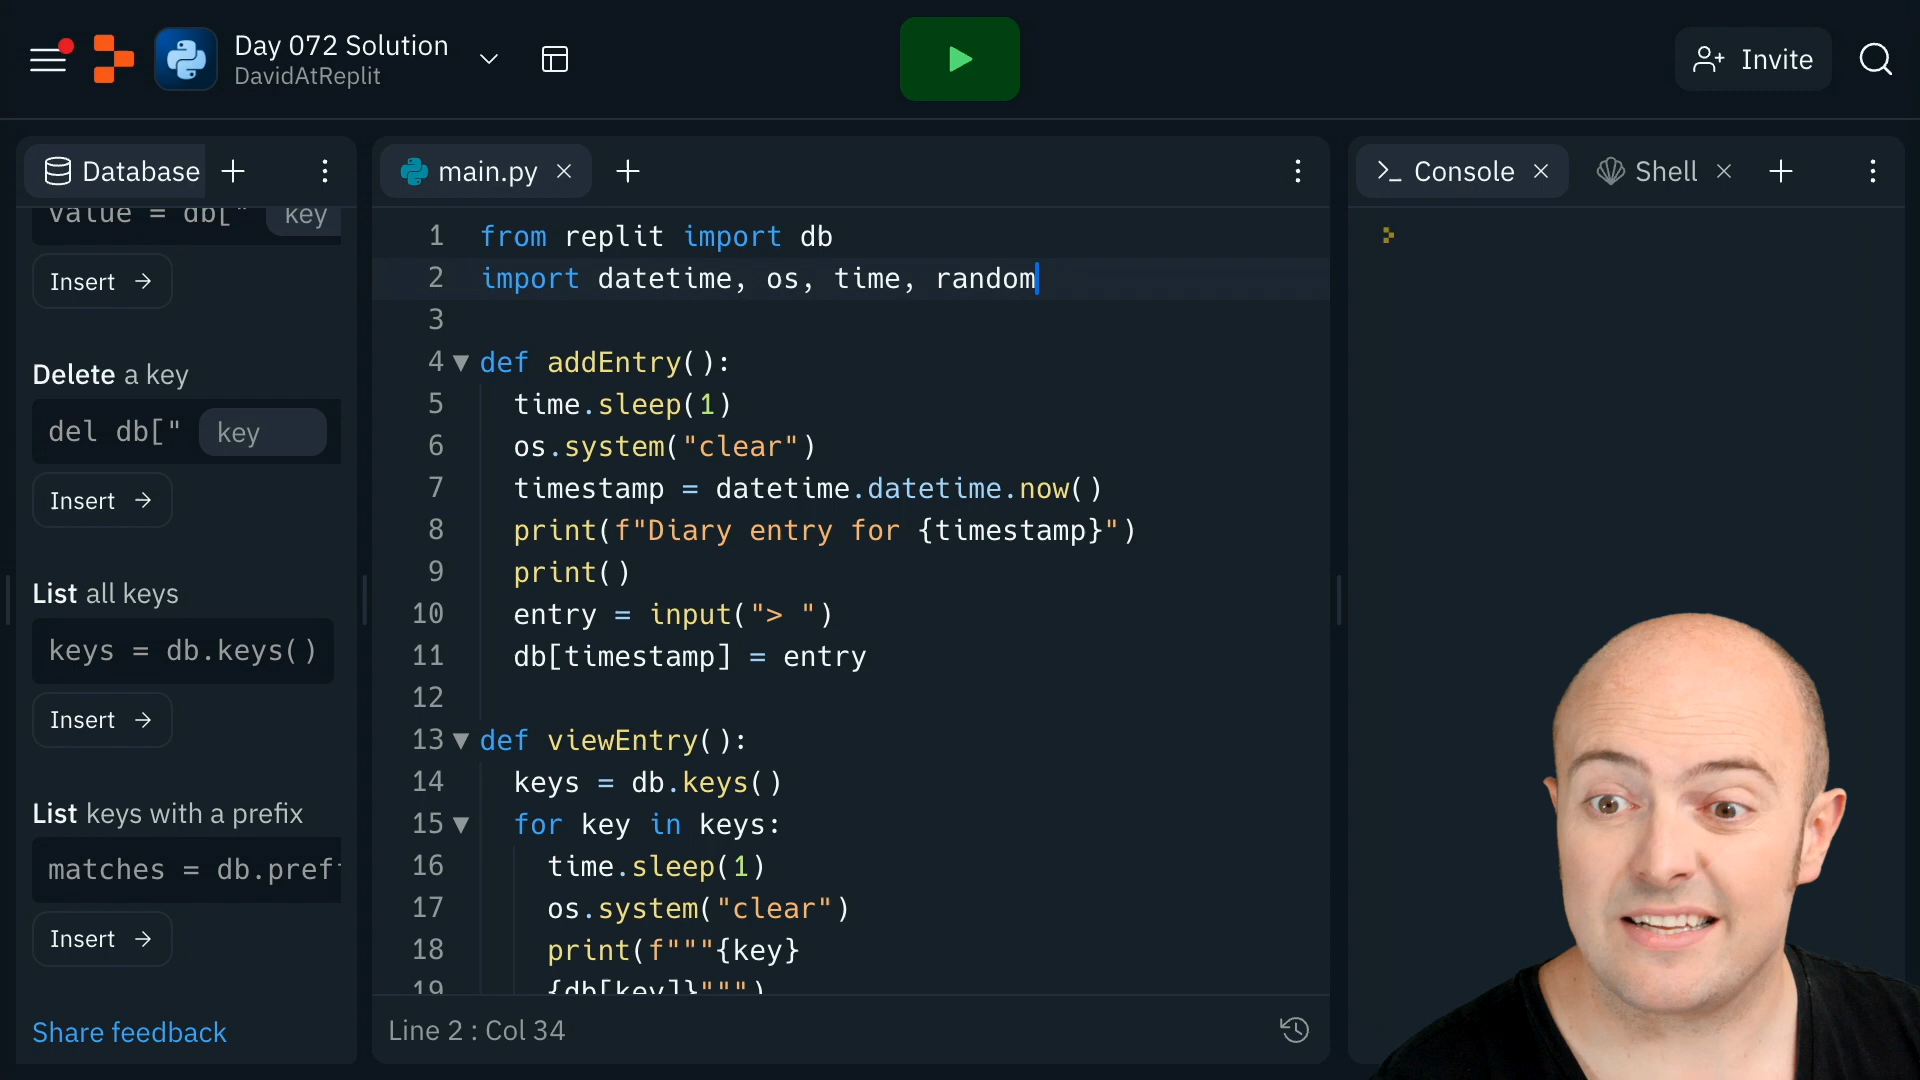 Day 072 Solution
DavidAtReplit
Invite
Database
value = db[" key
Insert →
Delete a key
del db[" key
Insert →
List all keys
keys = db.keys()
Insert →
List keys with a prefix
matches = db.pref
Insert →
Share feedback
main.py
1 from replit import db
2 import datetime, os, time, random
3
4 def addEntry():
5 time.sleep(1)
6 os.system("clear")
7 timestamp = datetime.datetime.now()
8 print(f"Diary entry for {timestamp}")
9 print()
10 entry = input("> ")
11 db[timestamp] = entry
12
13 def viewEntry():
14 keys = db.keys()
15 for key in keys:
16 time.sleep(1)
17 os.system("clear")
18 print(f"""{key}
19 {db[key]}""")
Line 2 : Col 34
Console
Shell